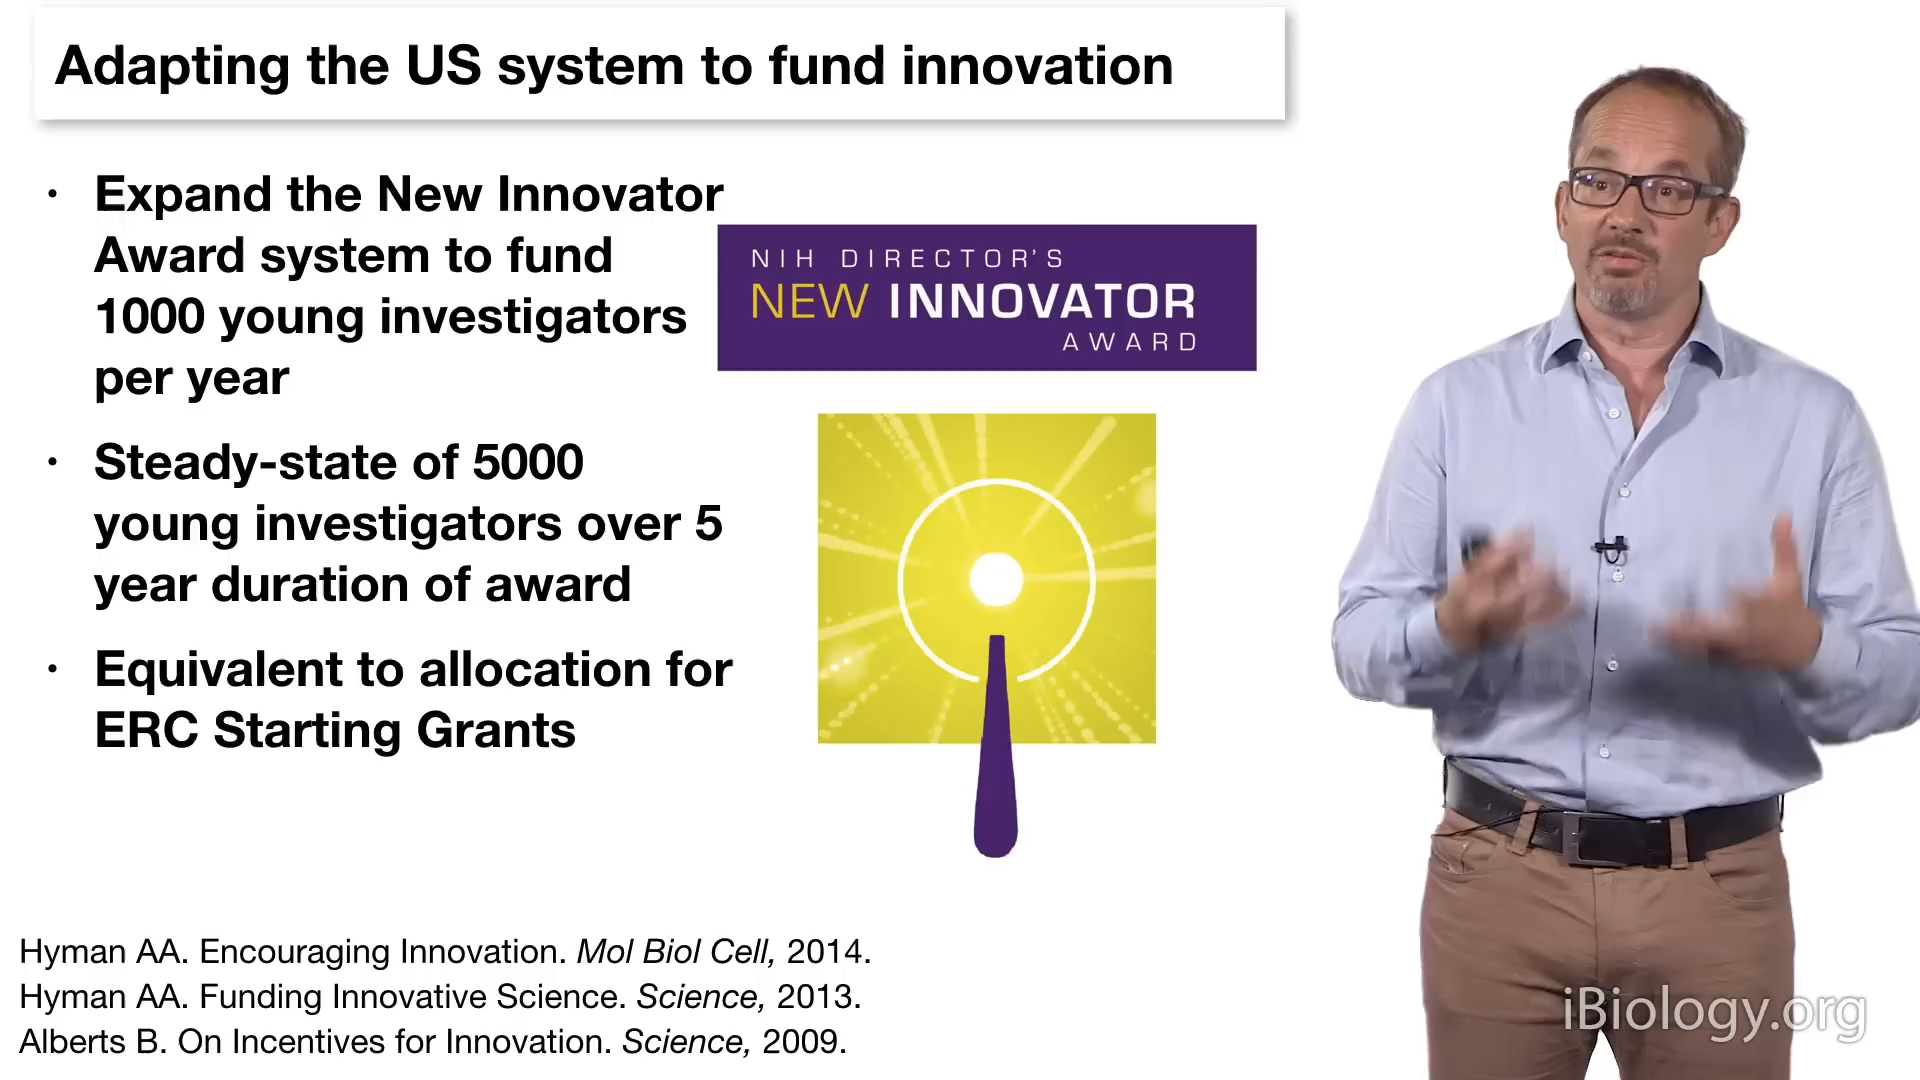 Adapting the US system to fund innovation
• Expand the New Innovator
Award system to fund
1000 young investigators
per year
• Steady-state of 5000
young investigators over 5
year duration of award
• Equivalent to allocation for
ERC Starting Grants
NIH DIRECTOR'S
NEW INNOVATOR
AWARD
Hyman AA. Encouraging Innovation. Mol Biol Cell, 2014.
Hyman AA. Funding Innovative Science. Science, 2013.
Alberts B. On Incentives for Innovation. Science, 2009.
iBiology.org